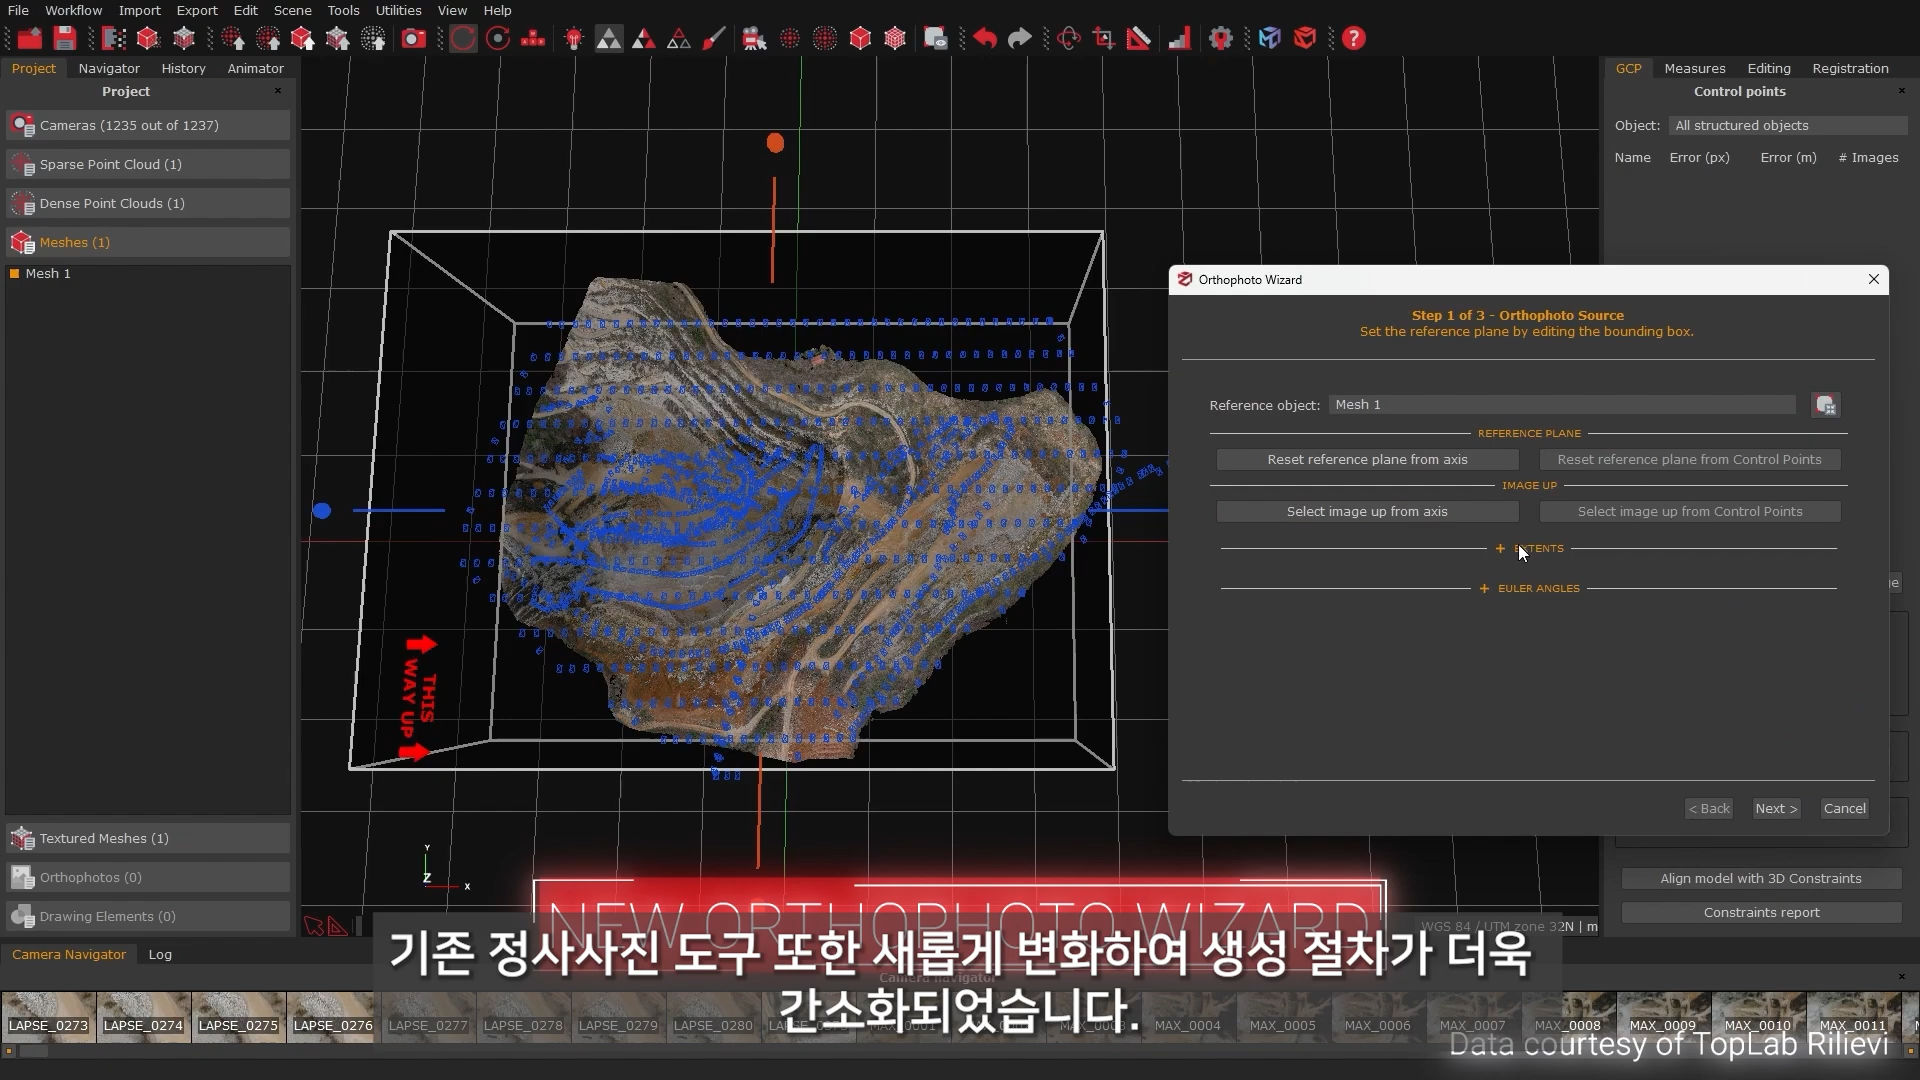 File Workflow Import Export Edit Scene Tools Utilities View Help
Project Navigator History Animator
Project
Cameras (1235 out of 1237)
Sparse Point Cloud (1)
Dense Point Clouds (1)
Meshes (1)
Mesh 1
Textured Meshes (1)
Orthophotos (0)
Drawing Elements (0)
THIS
WAY UP
Y
Z
X
GCP Measures Editing Registration
Control points
Object: All structured objects
Name Error (px) Error (m) # Images
Orthophoto Wizard
Step 1 of 3 - Orthophoto Source
Set the reference plane by editing the bounding box.
Reference object: Mesh 1
REFERENCE PLANE
Reset reference plane from axis Reset reference plane from Control Points
IMAGE UP
Select image up from axis Select image up from Control Points
+ EXTENTS
+ EULER ANGLES
< Back Next > Cancel
Align model with 3D Constraints
Constraints report
NEW ORTHOPHOTO WIZARD
WGS 84 / UTM zone 32N | m
기존 정사사진 도구 또한 새롭게 변화하여 생성 절차가 더욱
간소화되었습니다.
Camera Navigator Log
Camera navigator
LAPSE_0273 LAPSE_0274 LAPSE_0275 LAPSE_0276 LAPSE_0277 LAPSE_0278 LAPSE_0279 LAPSE_0280 MAX_0004 MAX_0005 MAX_0006 MAX_0007 MAX_0008 MAX_0009 MAX_0010 MAX_0011
Data courtesy of TopLab Rilievi